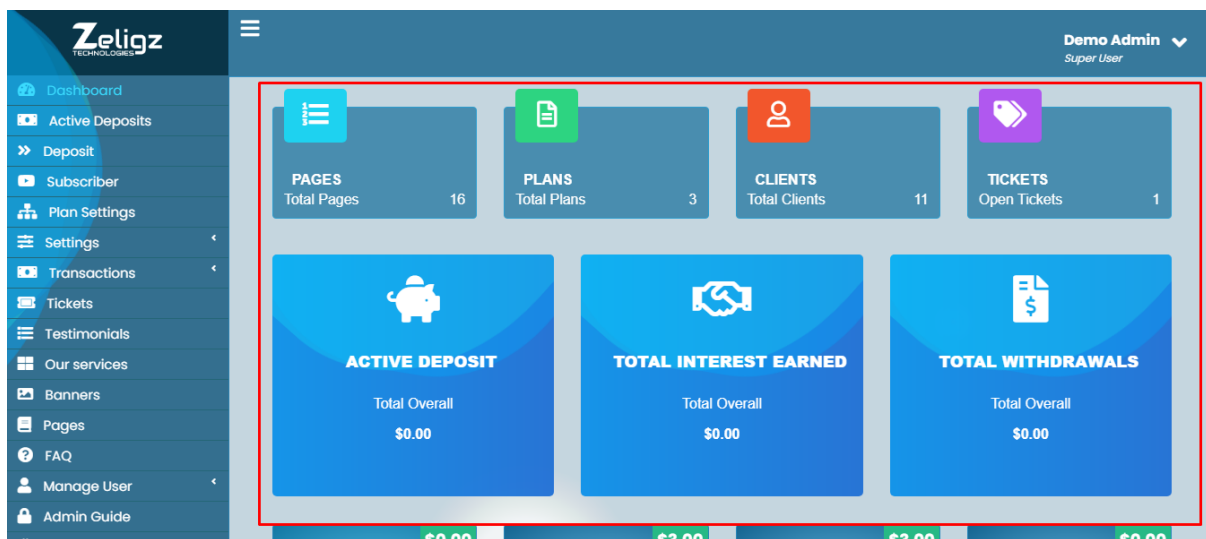 Zeligz
TECHNOLOGIES
Demo Admin
Super User
Dashboard
Active Deposits
Deposit
Subscriber
Plan Settings
Settings
Transactions
Tickets
Testimonials
Our services
Banners
Pages
FAQ
Manage User
Admin Guide
PAGES
Total Pages 16
PLANS
Total Plans 3
CLIENTS
Total Clients 11
TICKETS
Open Tickets 1
ACTIVE DEPOSIT
Total Overall
$0.00
TOTAL INTEREST EARNED
Total Overall
$0.00
TOTAL WITHDRAWALS
Total Overall
$0.00